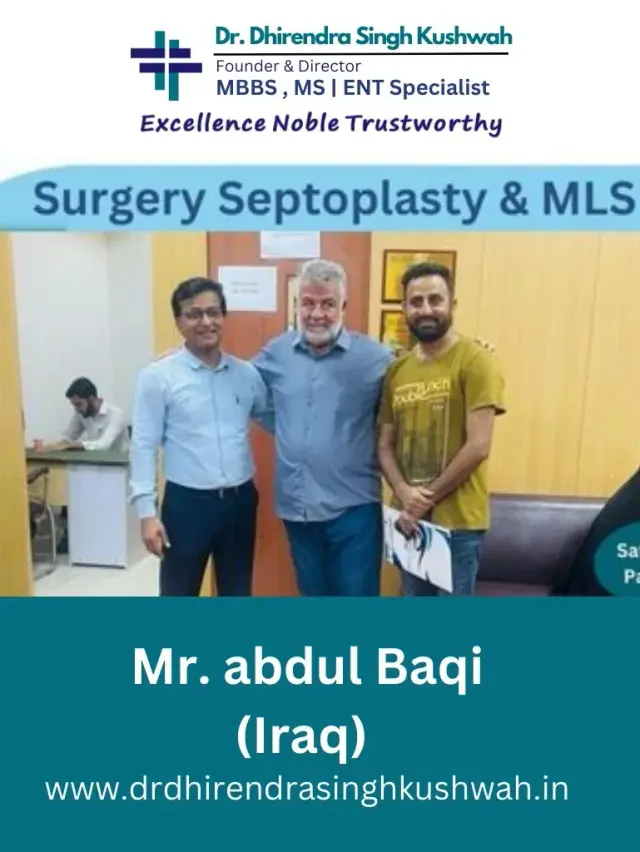 Dr. Dhirendra Singh Kushwah
Founder & Director
MBBS , MS | ENT Specialist
Excellence Noble Trustworthy
Surgery Septoplasty & MLS
Mr. abdul Baqi
(Iraq)
www.drdhirendrasinghkushwah.in